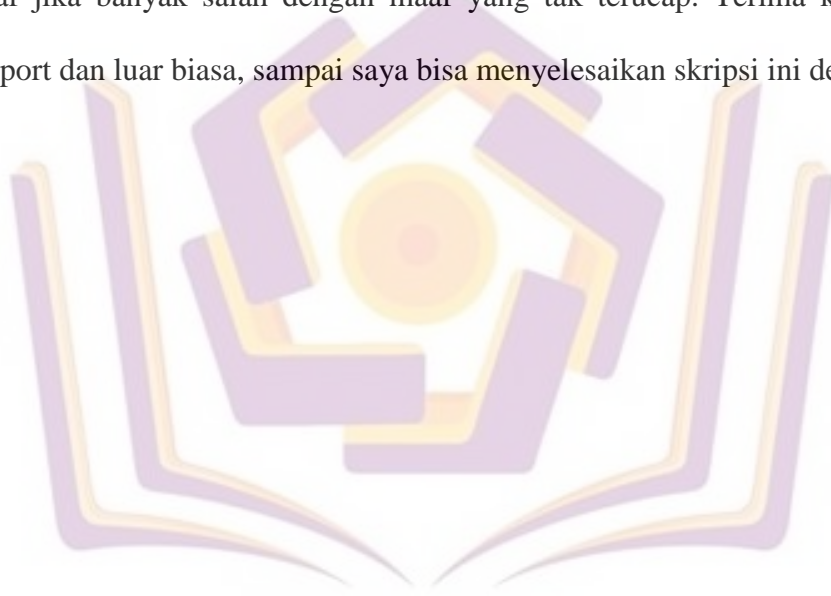 jika banyak salah dengan maaf yang tak terucap. Terima
port dan luar biasa, sampai saya bisa menyelesaikan skripsi ini de